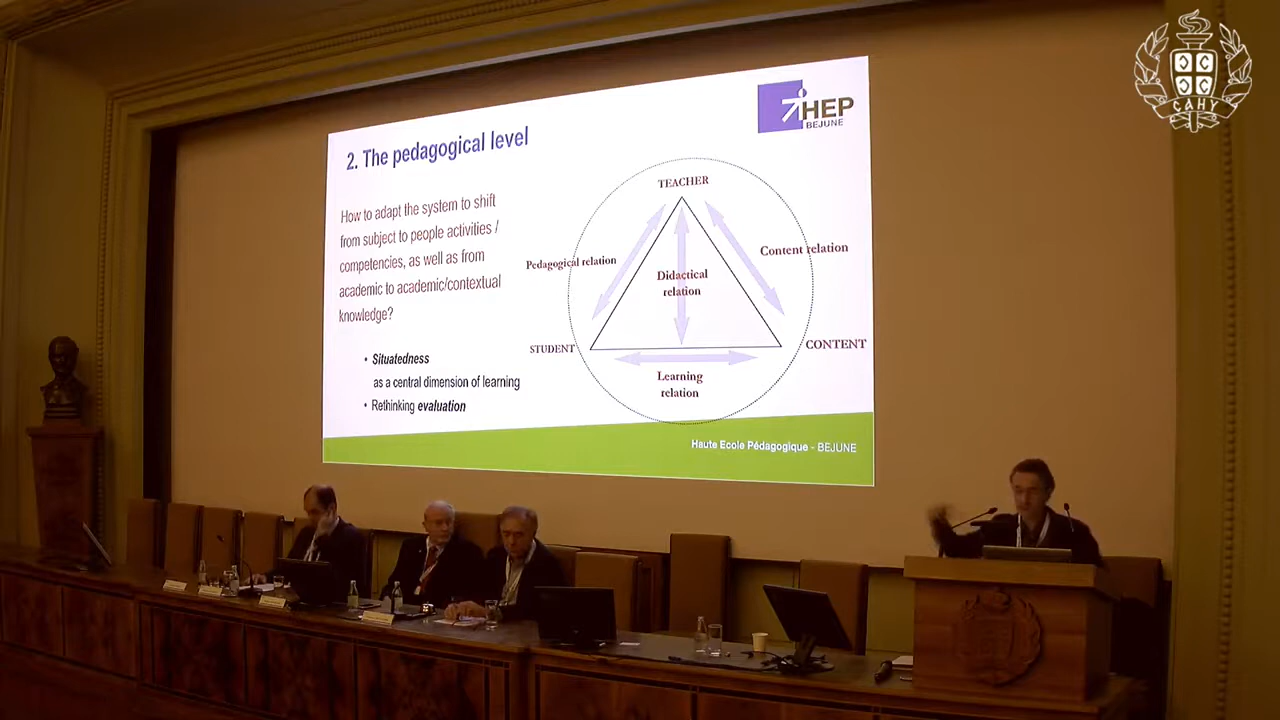 2. The pedagogical level
HEP
BEJUNE
How to adapt the system to shift
from subject to people activities /
competencies, as well as from
academic to academic/contextual
knowledge?
• Situatedness
as a central dimension of learning
• Rethinking evaluation
TEACHER
Pedagogical relation
Content relation
Didactical
relation
STUDENT
CONTENT
Learning
relation
Haute Ecole Pédagogique - BEJUNE
САНУ